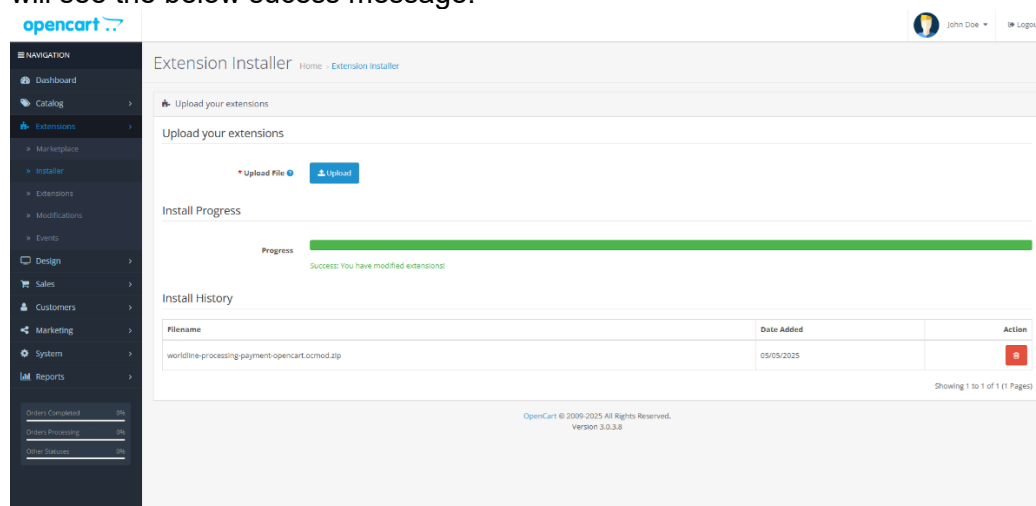 will see the below sucess message.
opencart
John Doe
Logou
NAVIGATION
Extension Installer Home › Extension Installer
Dashboard
Catalog
Extensions
» Marketplace
» Installer
» Extensions
» Modifications
» Events
Design
Sales
Customers
Marketing
System
Reports
Orders Completed 0%
Orders Processing 0%
Other Statuses 0%
Upload your extensions
Upload your extensions
* Upload File Upload
Install Progress
Progress
Success: You have modified extensions!
Install History
Filename Date Added Action
worldline-processing-payment-opencart.ocmod.zip 05/05/2025
Showing 1 to 1 of 1 (1 Pages)
OpenCart © 2009-2025 All Rights Reserved.
Version 3.0.3.8